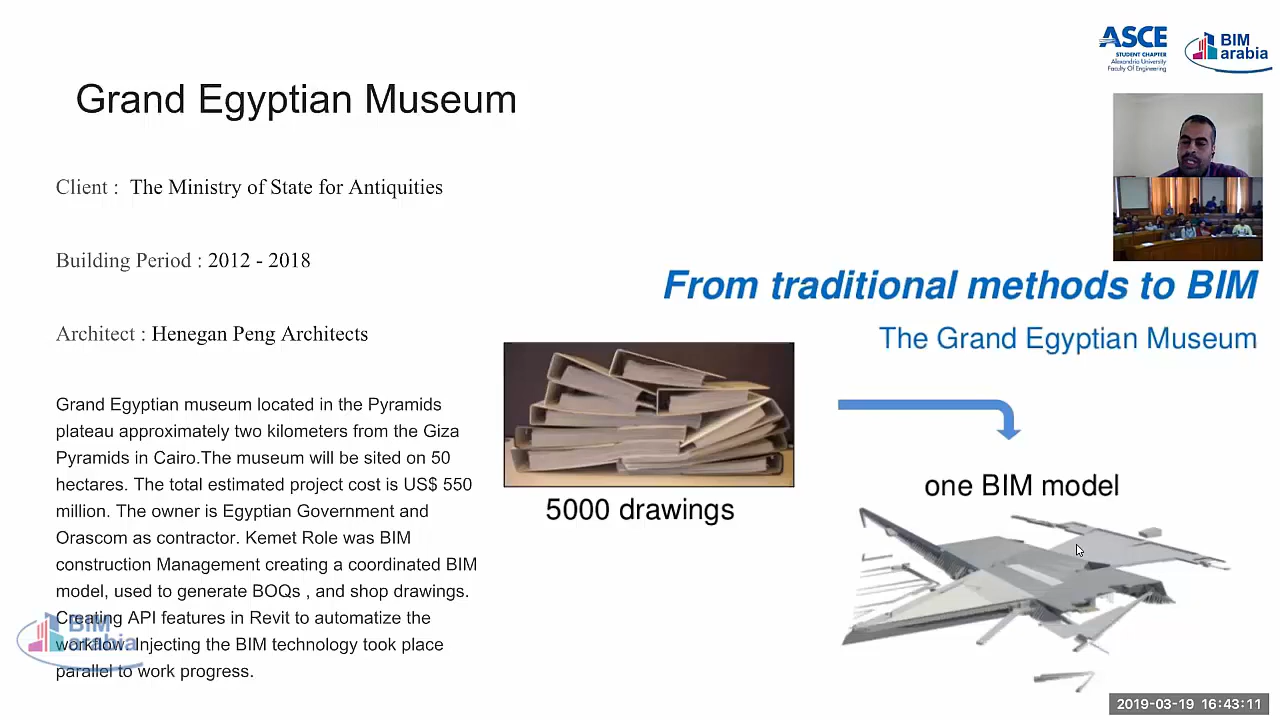 ASCE
STUDENT CHAPTER
Alexandria University
Faculty Of Engineering
BIM
arabia
Grand Egyptian Museum
Client : The Ministry of State for Antiquities
Building Period : 2012 - 2018
Architect : Henegan Peng Architects
Grand Egyptian museum located in the Pyramids
plateau approximately two kilometers from the Giza
Pyramids in Cairo.The museum will be sited on 50
hectares. The total estimated project cost is US$ 550
million. The owner is Egyptian Government and
Orascom as contractor. Kemet Role was BIM
construction Management creating a coordinated BIM
model, used to generate BOQs , and shop drawings.
Creating API features in Revit to automatize the
workflow. Injecting the BIM technology took place
parallel to work progress.
BIM
arabia
From traditional methods to BIM
The Grand Egyptian Museum
5000 drawings
one BIM model
2019-03-19 16:43:11